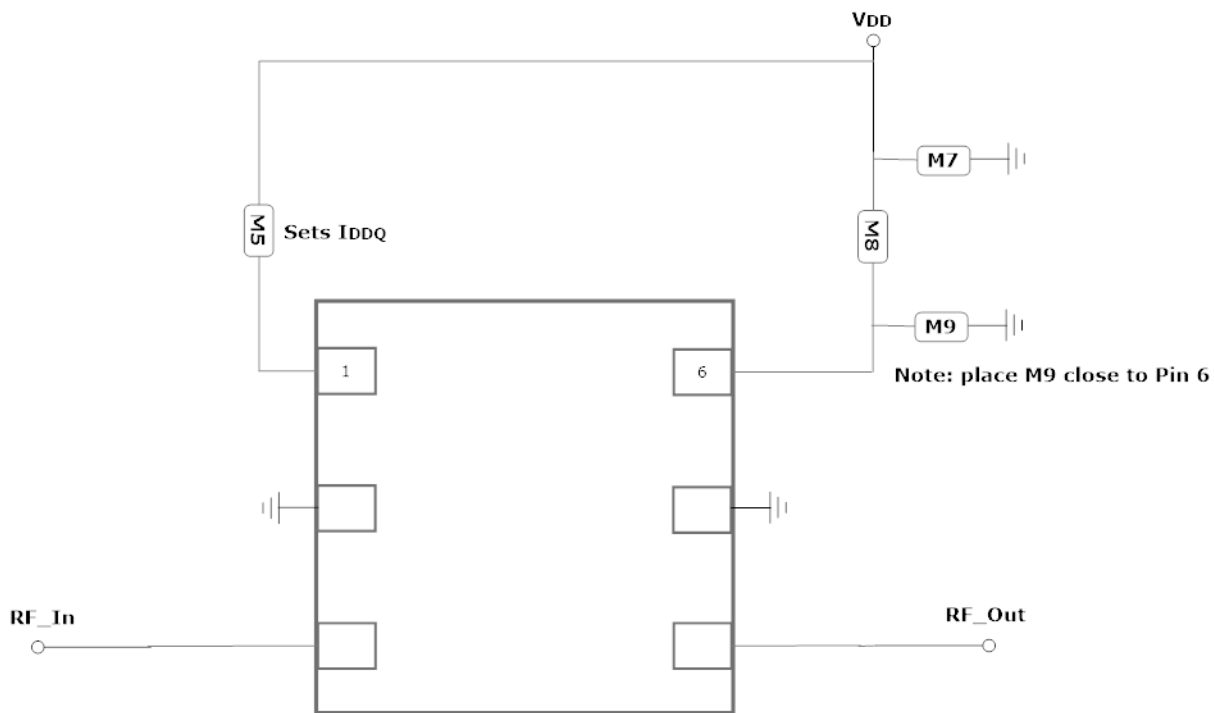 VDD
M7
M5
Sets IDDQ
M8
M9
1
6
Note: place M9 close to Pin 6
RF_In
RF_Out